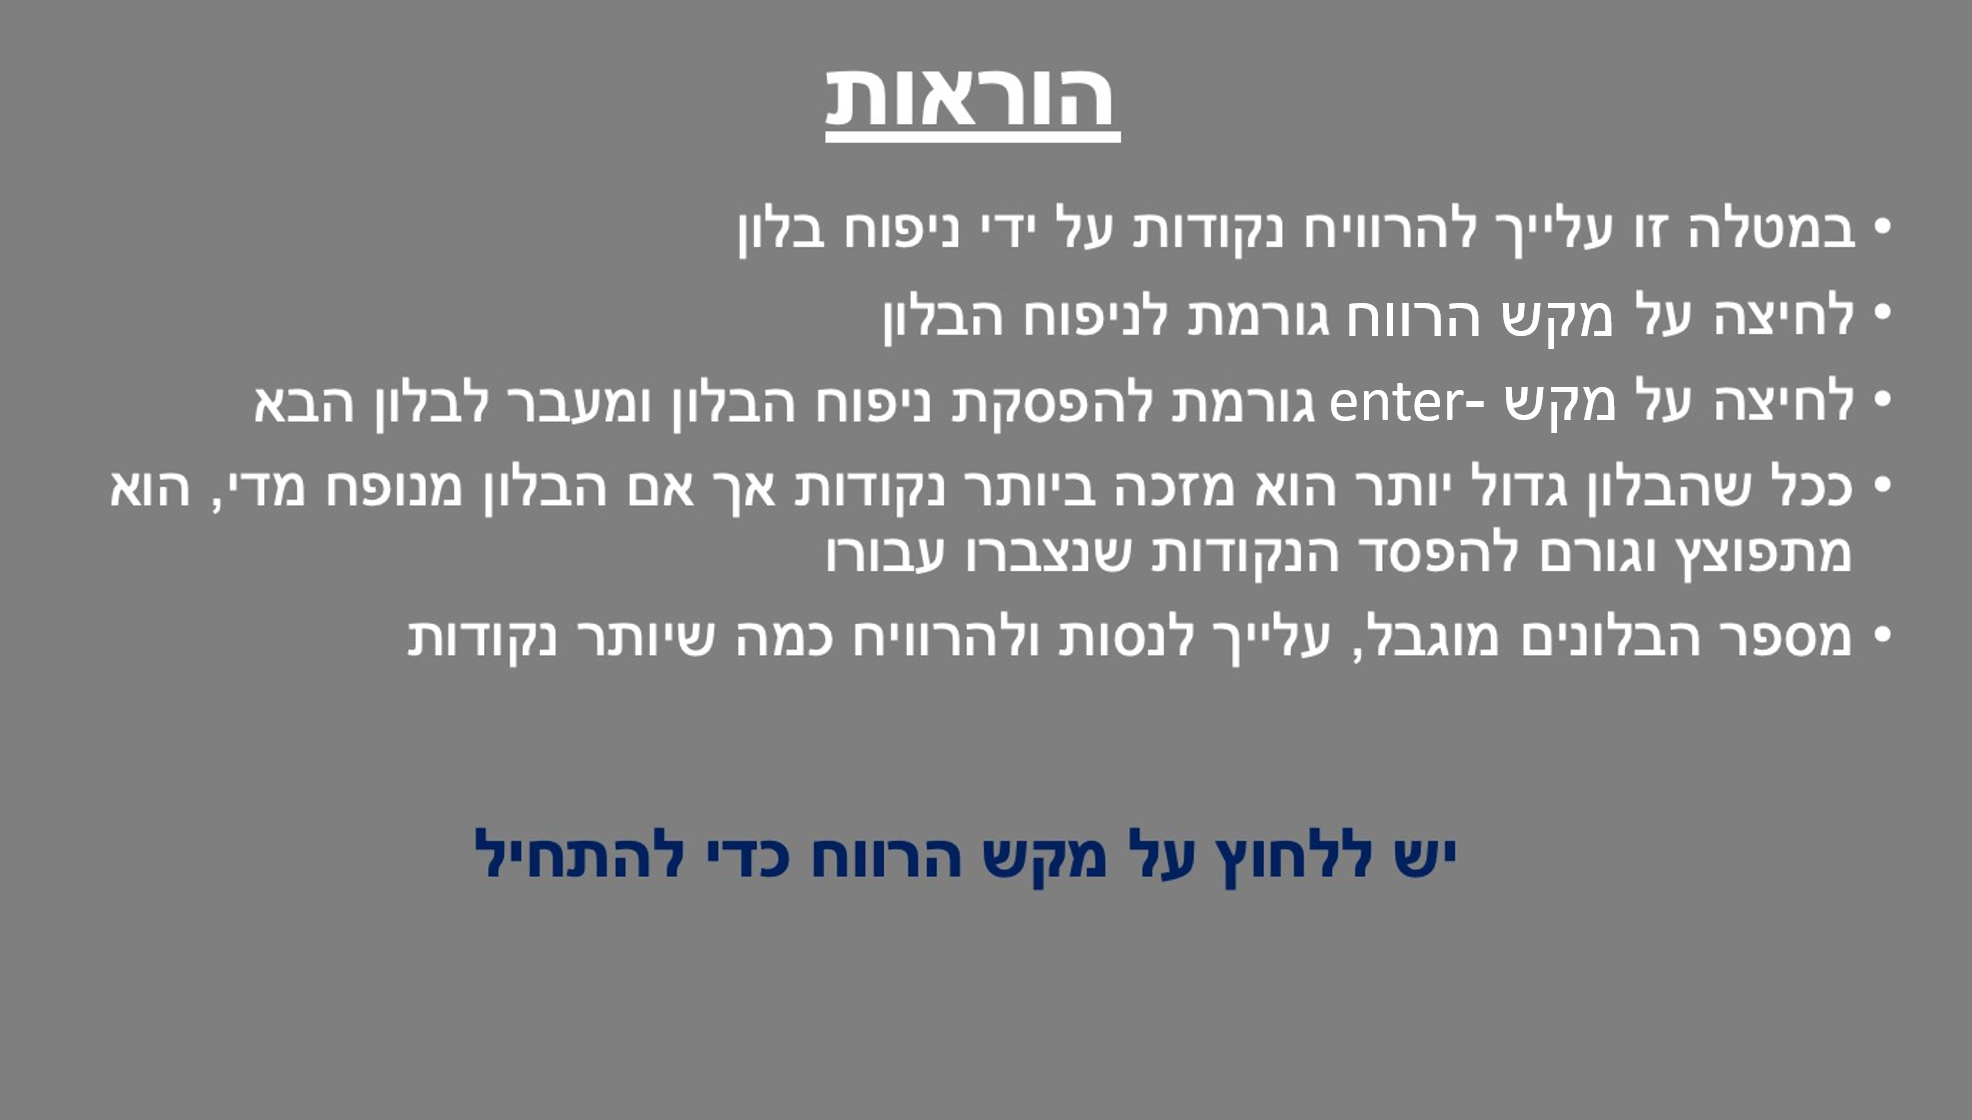 הוראות
• במטלה זו עלייך להרוויח נקודות על ידי ניפוח בלון
• לחיצה על מקש הרווח גורמת לניפוח הבלון
• לחיצה על מקש -enter גורמת להפסקת ניפוח הבלון ומעבר לבלון הבא
• ככל שהבלון גדול יותר הוא מזכה ביותר נקודות אך אם הבלון מנופח מדי, הוא
מתפוצץ וגורם להפסד הנקודות שנצברו עבורו
• מספר הבלונים מוגבל, עלייך לנסות ולהרוויח כמה שיותר נקודות
יש ללחוץ על מקש הרווח כדי להתחיל